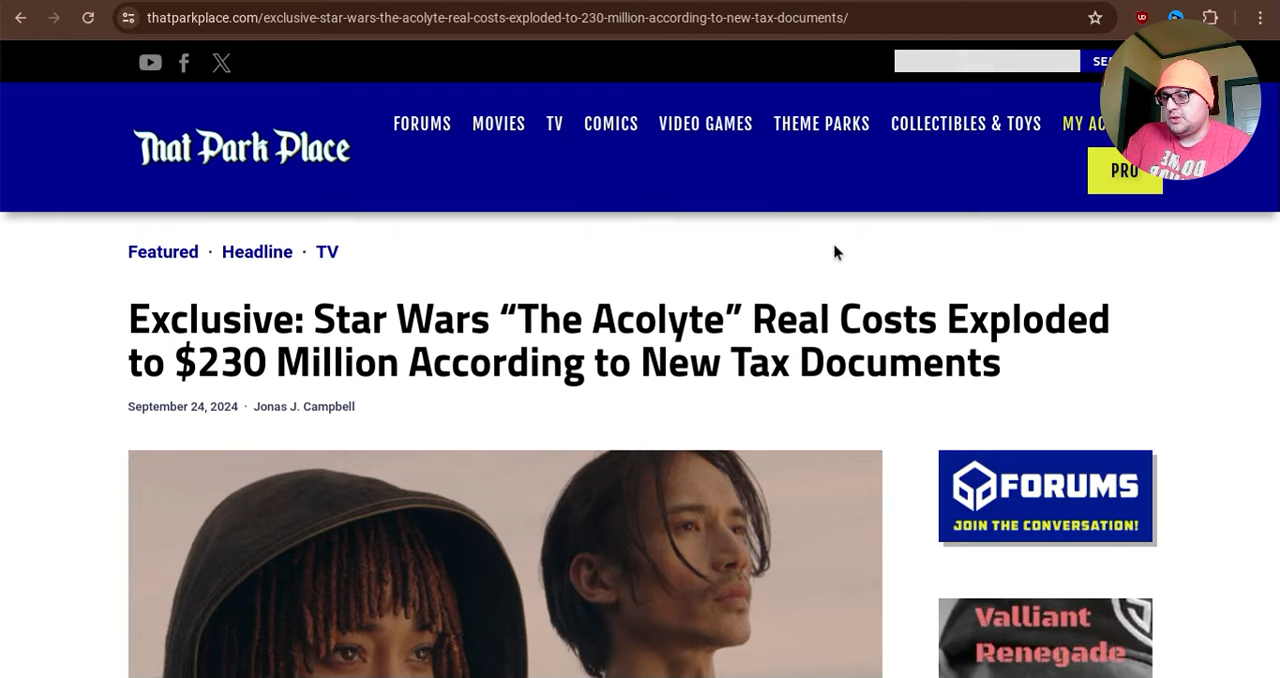 thatparkplace.com/exclusive-star-wars-the-acolyte-real-costs-exploded-to-230-million-according-to-new-tax-documents/
That Park Place
FORUMS MOVIES TV COMICS VIDEO GAMES THEME PARKS COLLECTIBLES & TOYS MY
PRO
Featured · Headline · TV
Exclusive: Star Wars “The Acolyte” Real Costs Exploded
to $230 Million According to New Tax Documents
September 24, 2024 · Jonas J. Campbell
FORUMS
JOIN THE CONVERSATION!
Valliant
Renegade